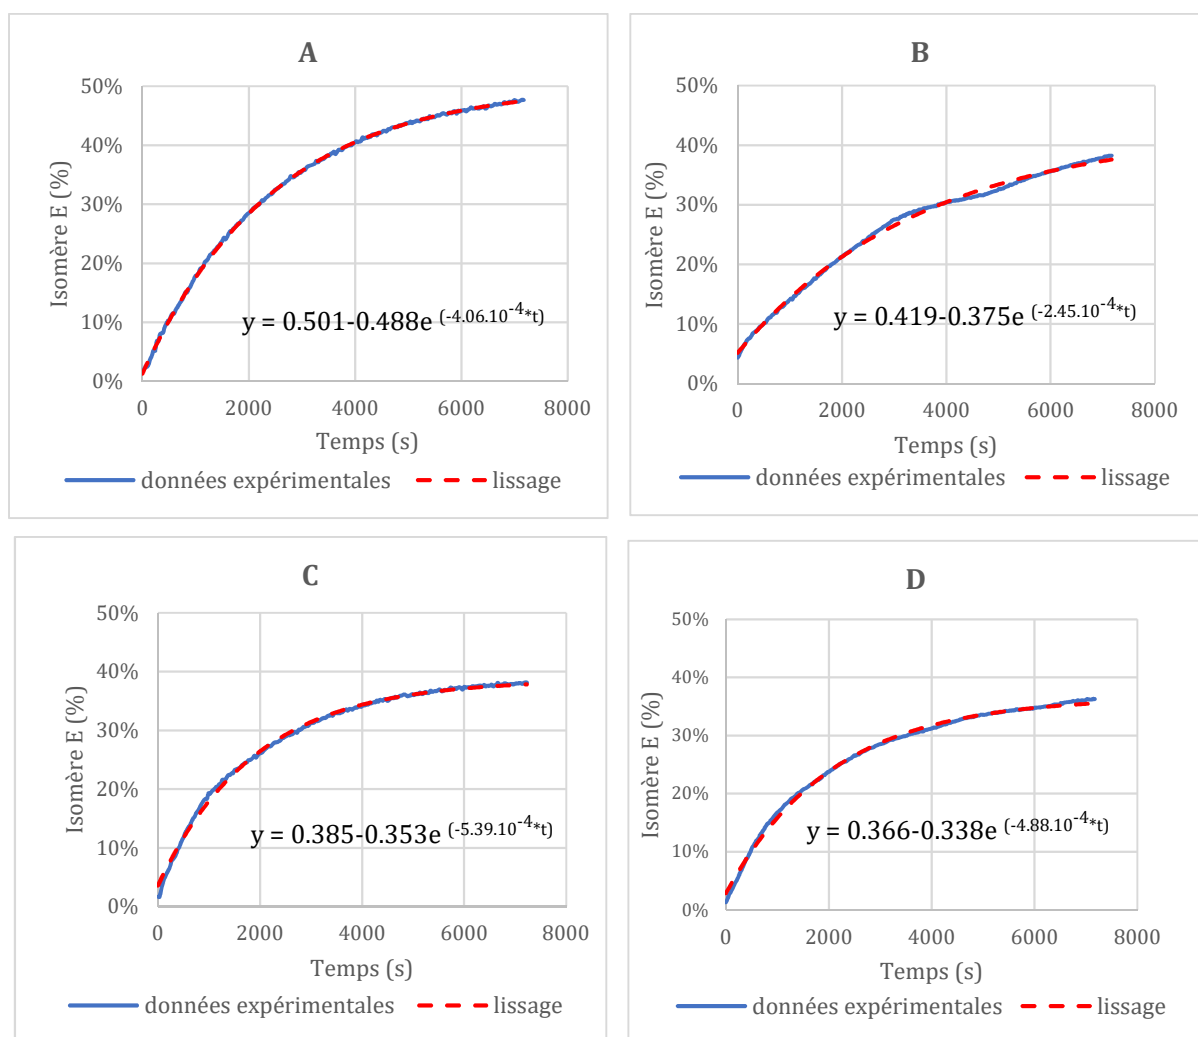 A
50%
40%
30%
20%
10%
0%
Isomère E (%)
y = 0.501-0.488e (-4.06.10-4*t)
0 2000 4000 6000 8000
Temps (s)
données expérimentales lissage
B
50%
40%
30%
20%
10%
0%
Isomère E (%)
y = 0.419-0.375e (-2.45.10-4*t)
0 2000 4000 6000 8000
Temps (s)
données expérimentales lissage
C
50%
40%
30%
20%
10%
0%
Isomère E (%)
y = 0.385-0.353e (-5.39.10-4*t)
0 2000 4000 6000 8000
Temps (s)
données expérimentales lissage
D
50%
40%
30%
20%
10%
0%
Isomère E (%)
y = 0.366-0.338e (-4.88.10-4*t)
0 2000 4000 6000 8000
Temps (s)
données expérimentales lissage